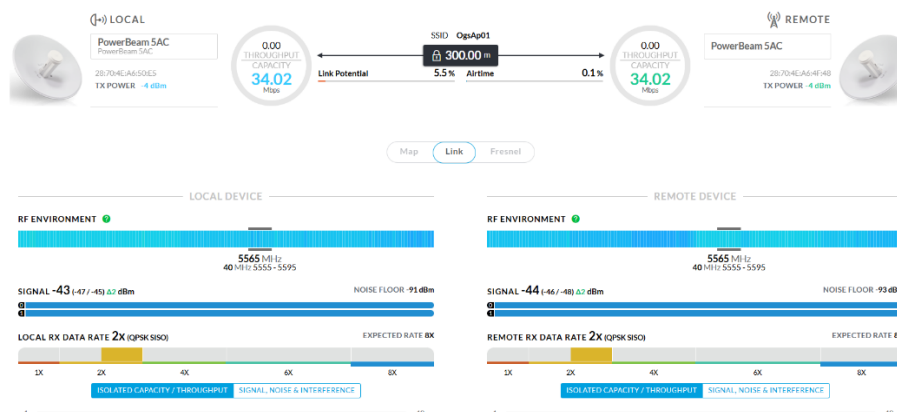 LOCAL
REMOTE
SSID OgsAp01
PowerBeam 5AC
PowerBeam 5AC
28:70:4E:A6:5D:E5
TX POWER -4 dBm
0.00
THROUGHPUT
CAPACITY
34.02
Mbps
300.00 m
Link Potential 5.5 % Airtime 0.1 %
0.00
THROUGHPUT
CAPACITY
34.02
Mbps
PowerBeam 5AC
28:70:4E:A6:4F:48
TX POWER -4 dBm
Map Link Fresnel
LOCAL DEVICE
RF ENVIRONMENT ?
5565 MHz
40 MHz 5555 - 5595
SIGNAL -43 (-47 / -45) Δ2 dBm NOISE FLOOR -91 dBm
0
1
LOCAL RX DATA RATE 2X (QPSK SISO) EXPECTED RATE 8X
1X 2X 4X 6X 8X
ISOLATED CAPACITY / THROUGHPUT SIGNAL, NOISE & INTERFERENCE
REMOTE DEVICE
RF ENVIRONMENT ?
5565 MHz
40 MHz 5555 - 5595
SIGNAL -44 (-46 / -48) Δ2 dBm NOISE FLOOR -93 dB
0
1
REMOTE RX DATA RATE 2X (QPSK SISO) EXPECTED RATE
1X 2X 4X 6X 8X
ISOLATED CAPACITY / THROUGHPUT SIGNAL, NOISE & INTERFERENCE